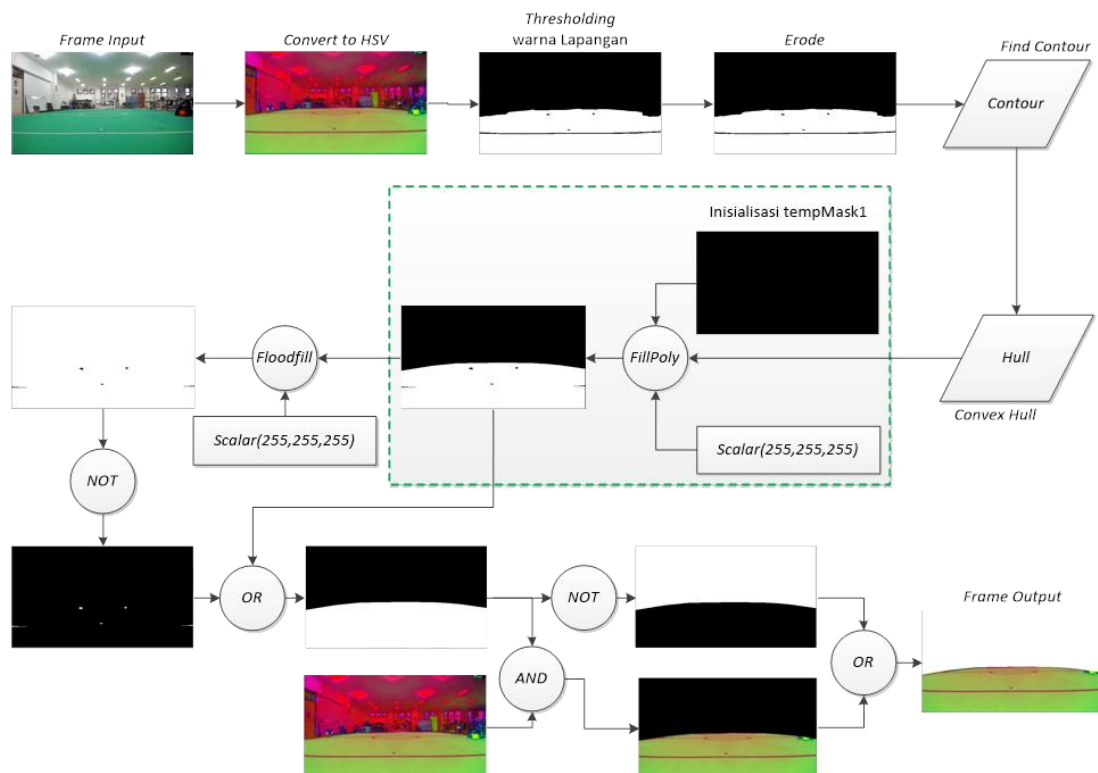 Frame Input
Convert to HSV
Thresholding
warna Lapangan
Erode
Find Contour
Contour
Inisialisasi tempMask1
Floodfill
FillPoly
Hull
Convex Hull
Scalar(255,255,255)
Scalar(255,255,255)
NOT
OR
NOT
Frame Output
AND
OR